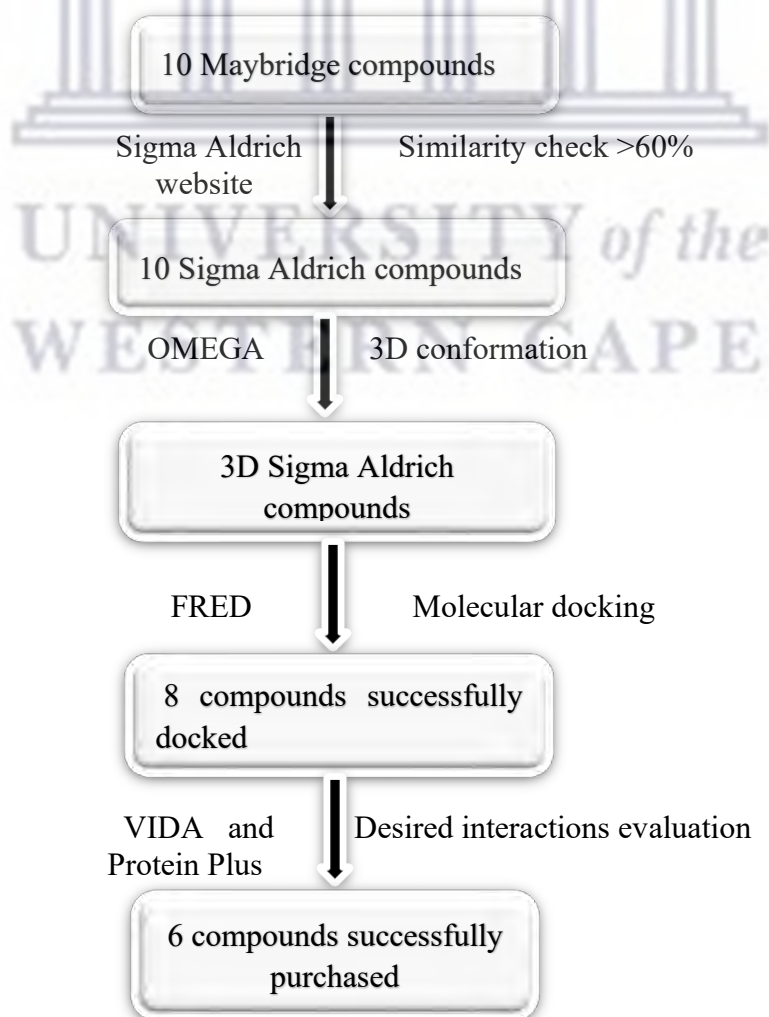 10 Maybridge compounds
Sigma Aldrich website
Similarity check >60%
UNIVERSITY of the
10 Sigma Aldrich compounds
WESTERN CAPE
OMEGA
3D conformation
3D Sigma Aldrich
compounds
FRED
Molecular docking
8 compounds successfully
docked
VIDA and
Protein Plus
Desired interactions evaluation
6 compounds successfully
purchased